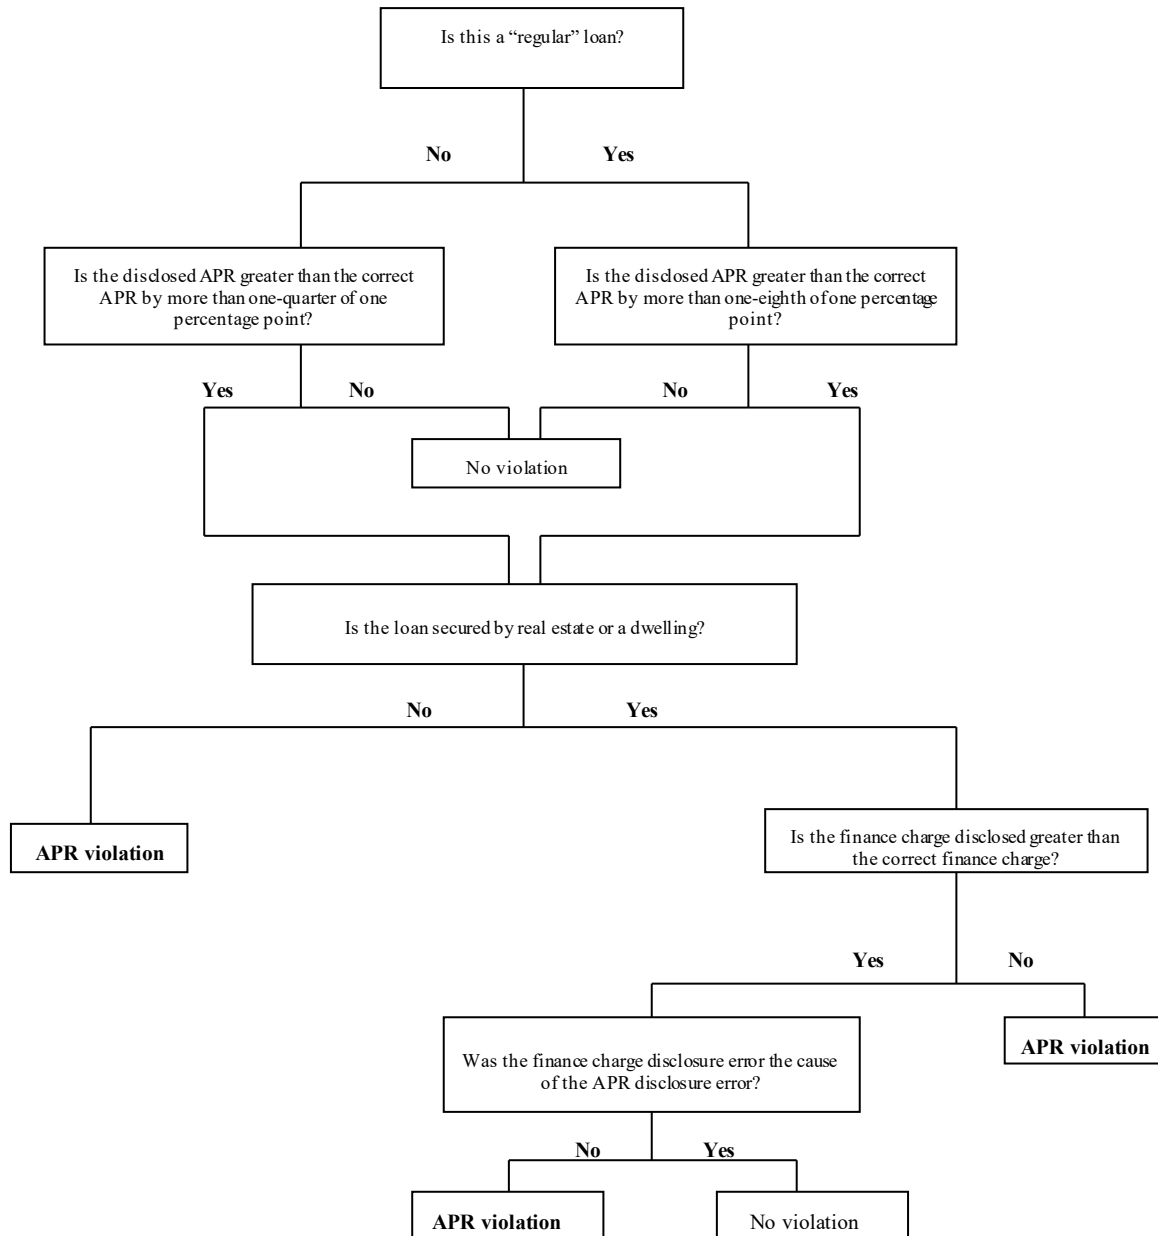 Is this a “regular” loan?
No
Yes
Is the disclosed APR greater than the correct
APR by more than one-quarter of one
percentage point?
Is the disclosed APR greater than the correct
APR by more than one-eighth of one percentage
point?
Yes
No
No
Yes
No violation
Is the loan secured by real estate or a dwelling?
No
Yes
APR violation
Is the finance charge disclosed greater than
the correct finance charge?
Yes
No
Was the finance charge disclosure error the cause
of the APR disclosure error?
APR violation
No
Yes
APR violation
No violation